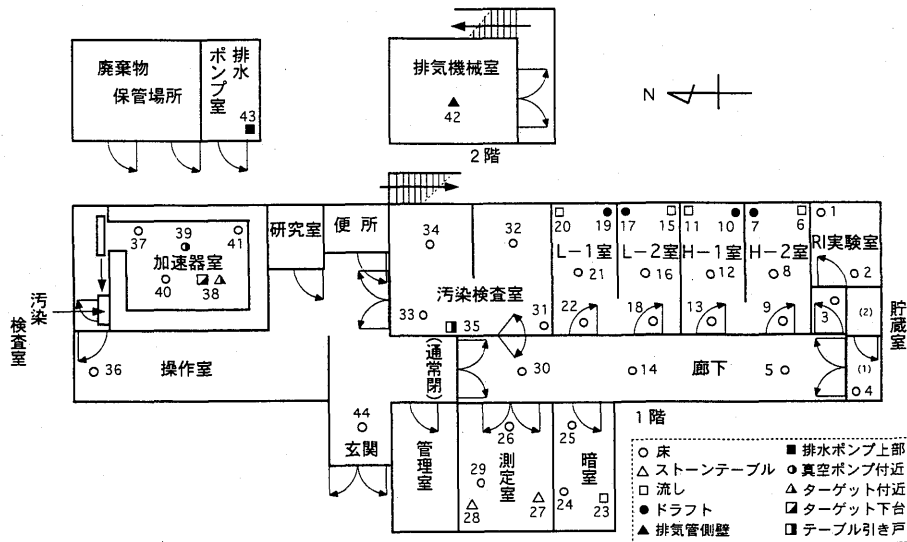 廃棄物
保管場所
排水
ポンプ室
43
排気機械室
42
2階
N
37
39
41
加速器室
40
38
汚染
検査室
36
操作室
研究室
便所
34
32
汚染検査室
33
35
31
20
19
L−1室
21
22
17
15
L−2室
16
18
11
10
H−1室
12
13
7
6
H−2室
8
9
1
RI実験室
2
3
(2)
(1)
4
貯蔵室
(通常閉)
30
14
廊下
5
1階
44
玄関
管理室
26
測定室
29
28
27
25
暗室
24
23
○ 床
△ ストーンテーブル
□ 流し
● ドラフト
▲ 排気管側壁
■ 排水ポンプ上部
◑ 真空ポンプ付近
◮ ターゲット付近
◪ ターゲット下台
◨ テーブル引き戸